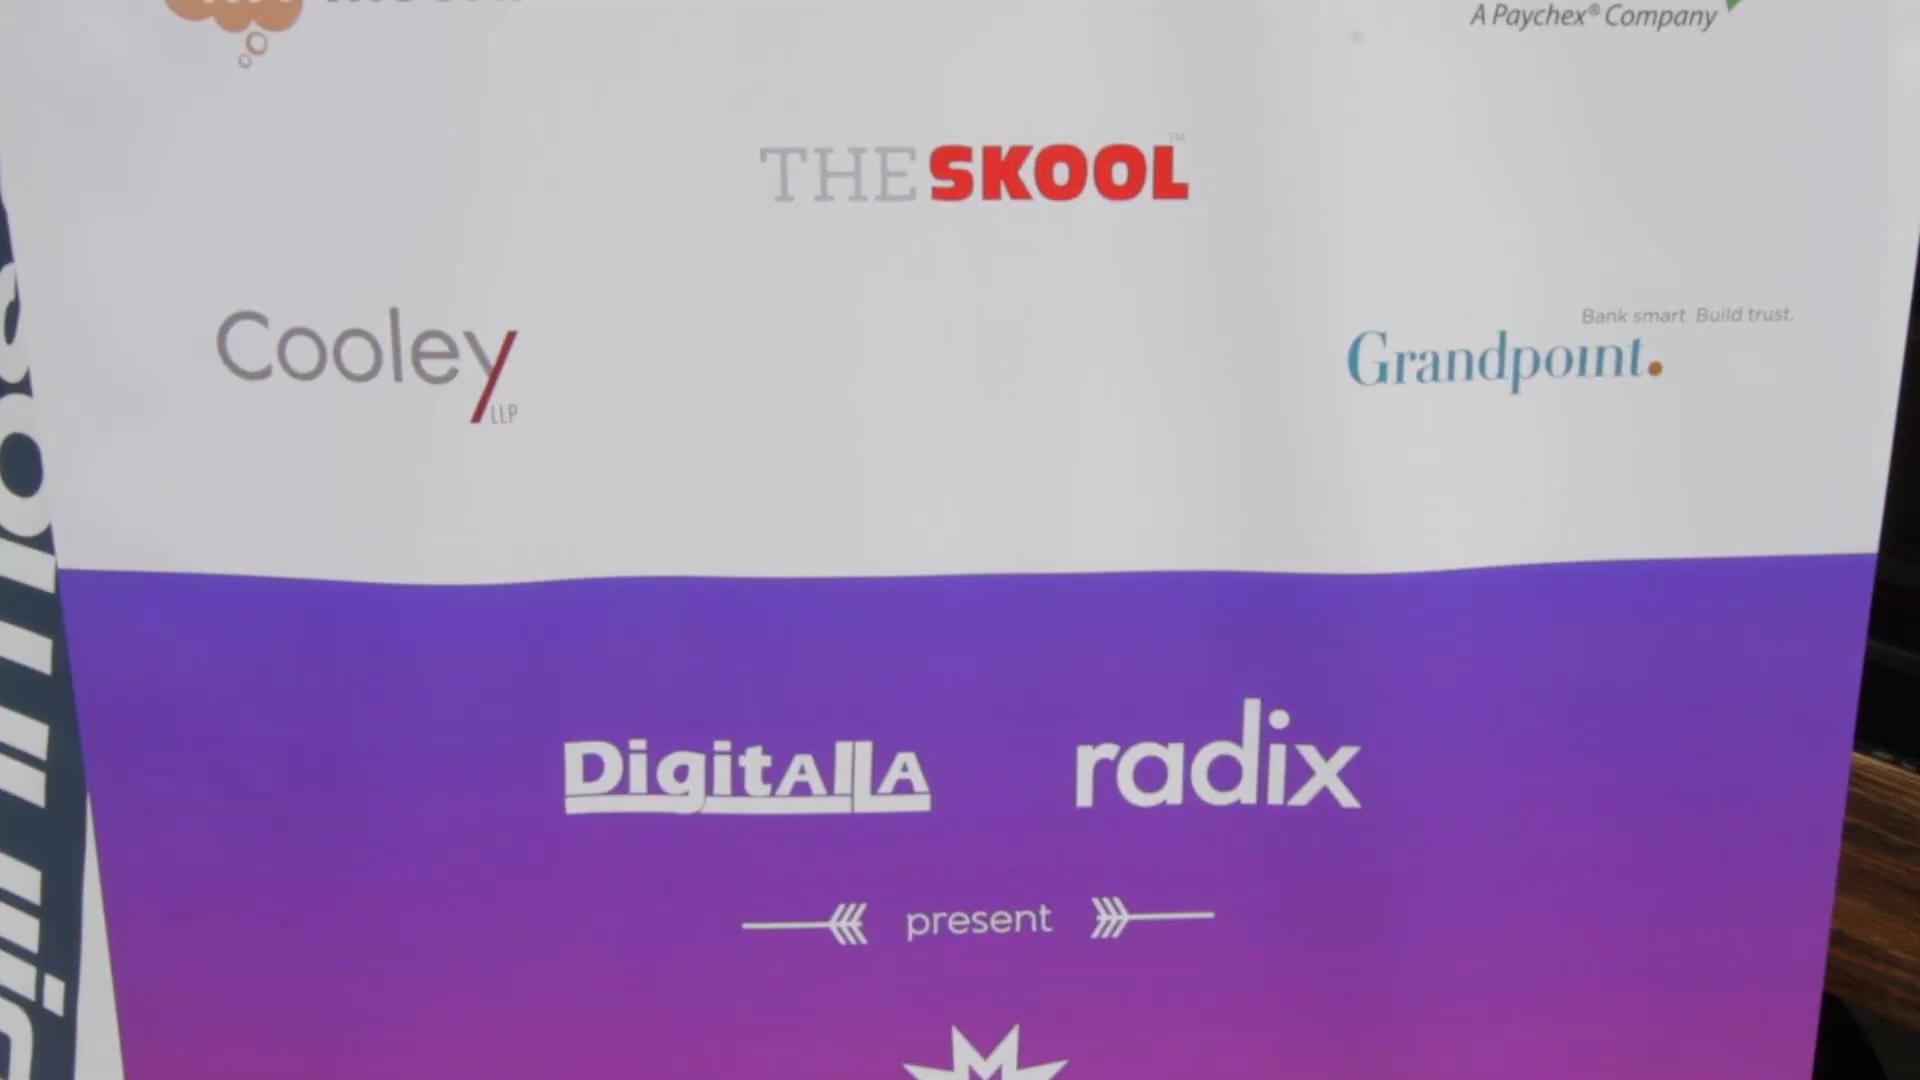 A Paychex® Company
THE SKOOL™
Cooley
LLP
Bank smart. Build trust.
Grandpoint.
DigitAllA
radix
present